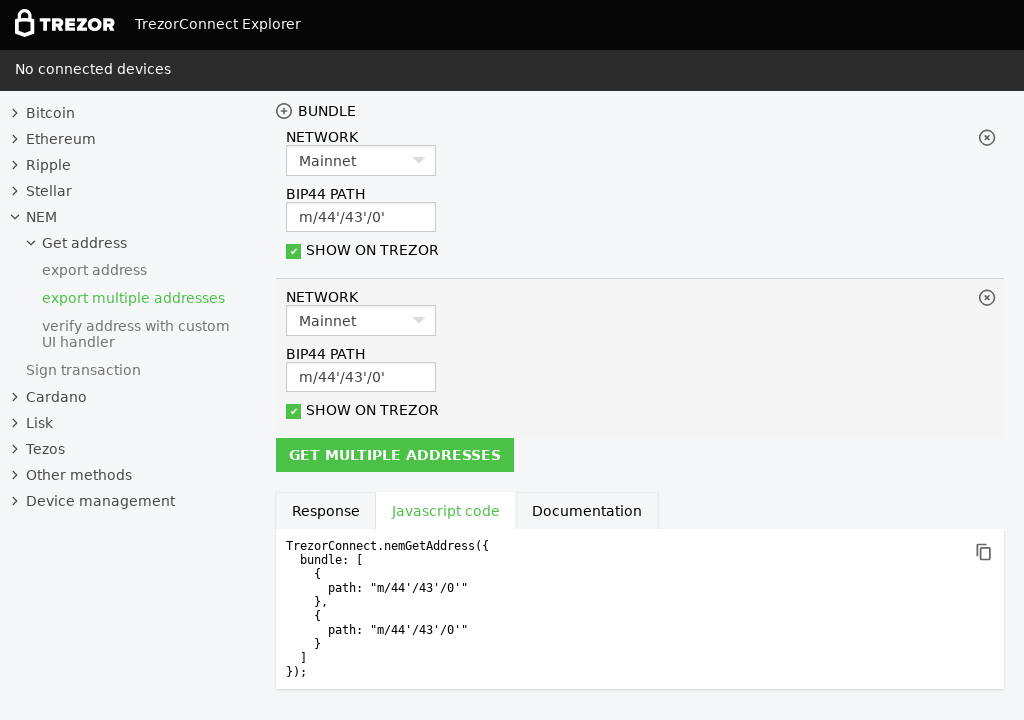 TREZOR TrezorConnect Explorer
No connected devices
Bitcoin
Ethereum
Ripple
Stellar
NEM
Get address
export address
export multiple addresses
verify address with custom
UI handler
Sign transaction
Cardano
Lisk
Tezos
Other methods
Device management
BUNDLE
NETWORK
Mainnet
BIP44 PATH
m/44'/43'/0'
SHOW ON TREZOR
NETWORK
Mainnet
BIP44 PATH
m/44'/43'/0'
SHOW ON TREZOR
GET MULTIPLE ADDRESSES
Response Javascript code Documentation
TrezorConnect.nemGetAddress({
  bundle: [
    {
      path: "m/44'/43'/0'"
    },
    {
      path: "m/44'/43'/0'"
    }
  ]
});